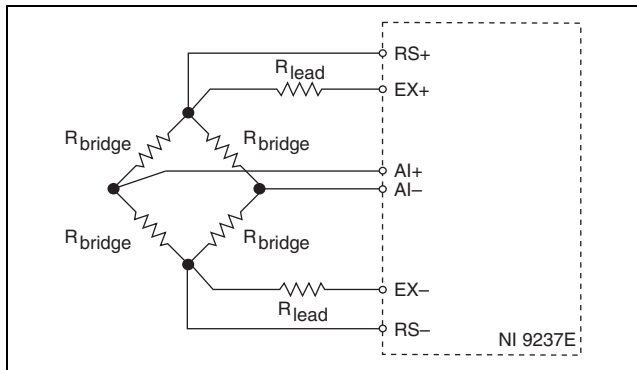 RS+
Rlead
EX+
Rbridge
Rbridge
AI+
AI–
Rbridge
Rbridge
EX–
Rlead
RS–
NI 9237E